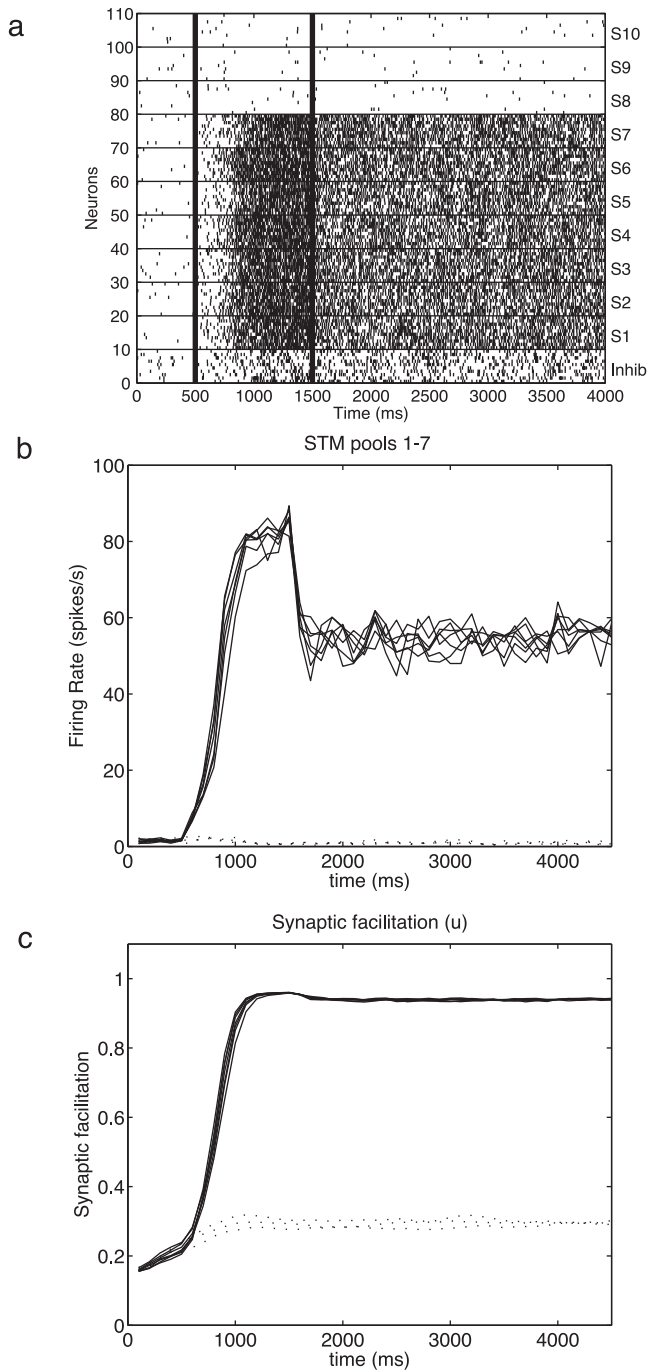 a
110
100
90
80
70
60
50
40
30
20
10
0
Neurons
S10
S9
S8
S7
S6
S5
S4
S3
S2
S1
Inhib
0 500 1000 1500 2000 2500 3000 3500 4000
Time (ms)
b
STM pools 1-7
100
80
60
40
20
0
Firing Rate (spikes/s)
0 1000 2000 3000 4000
time (ms)
c
Synaptic facilitation (u)
1
0.8
0.6
0.4
0.2
0
Synaptic facilitation
0 1000 2000 3000 4000
time (ms)